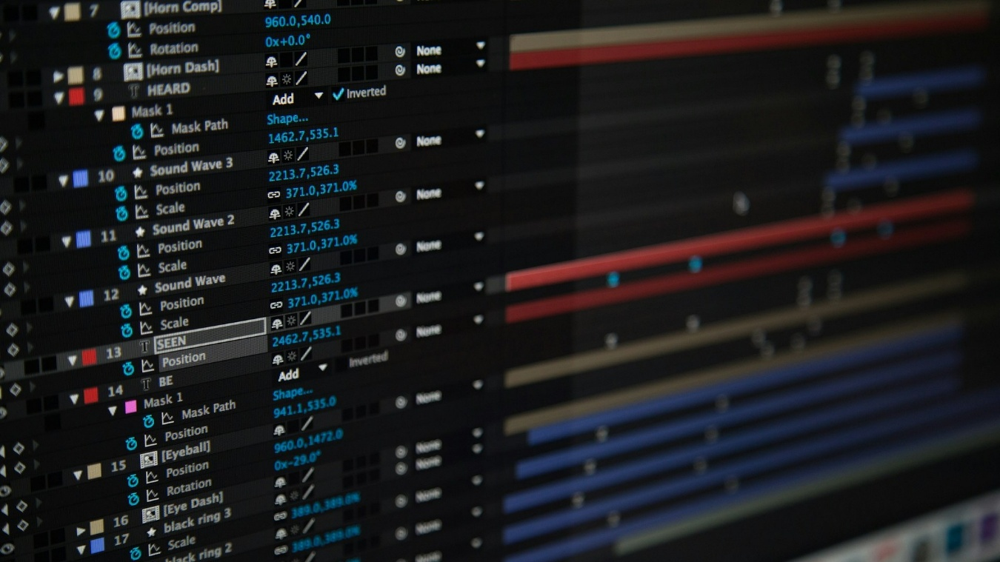 7 [Horn Comp]
Position 960.0,540.0
Rotation 0x+0.0°
8 [Horn Dash] None
9 T HEARD None
Mask 1 Add Inverted
Mask Path Shape...
Position 1462.7,535.1
10 Sound Wave 3 None
Position 2213.7,526.3
Scale 371.0,371.0%
11 Sound Wave 2 None
Position 2213.7,526.3
Scale 371.0,371.0%
12 Sound Wave None
Position 2213.7,526.3
Scale 371.0,371.0%
13 T SEEN None
Position 2462.7,535.1
14 T BE None
Mask 1 Add Inverted
Mask Path Shape...
Position 941.1,535.0
15 [Eyeball] None
Position 960.0,1472.0
Rotation 0x-29.0°
16 [Eye Dash] None
17 black ring 3 None
Scale 389.0,389.0%
black ring 2 None
389.0,389.0%